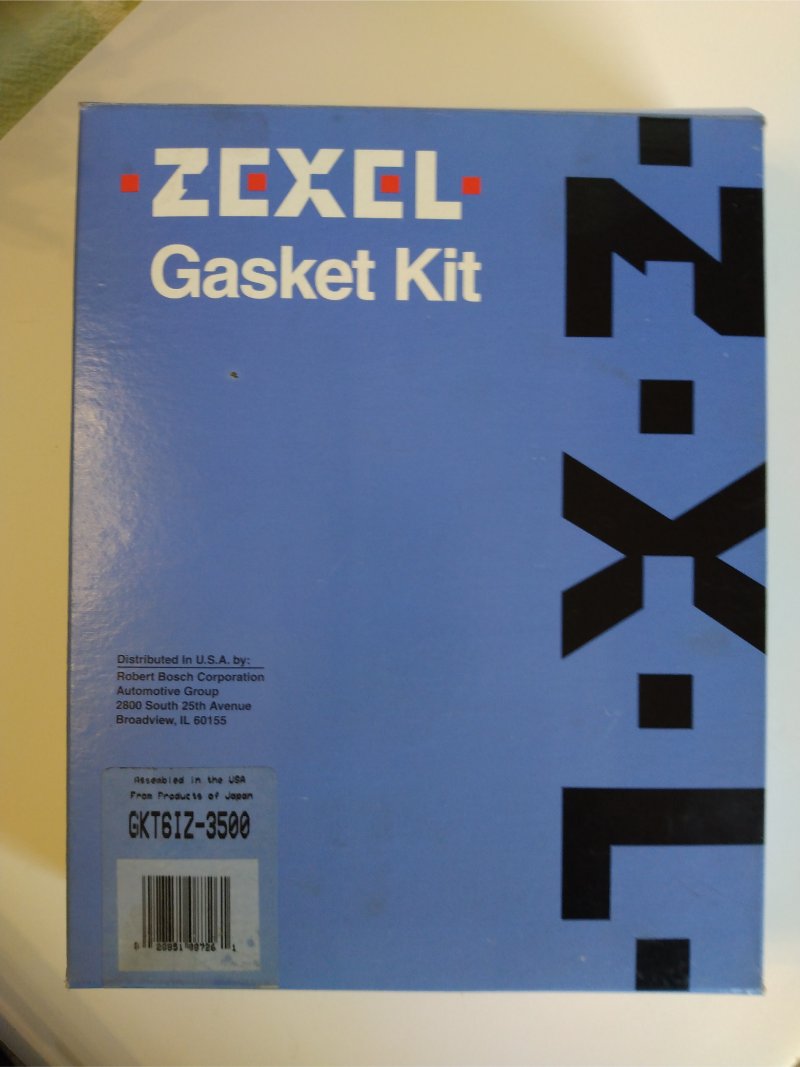 ZEXEL
Gasket Kit
Distributed In U.S.A. by:
Robert Bosch Corporation
Automotive Group
2800 South 25th Avenue
Broadview, IL 60155
Assembled in the USA
From Products of Japan
GKT6IZ-3500
Z·X·L·